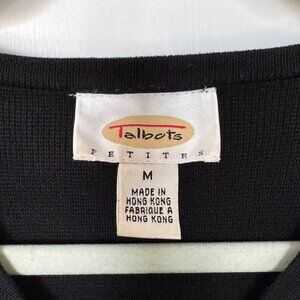 Talbots
PETITES
M
MADE IN
HONG KONG
FABRIQUE A
HONG KONG